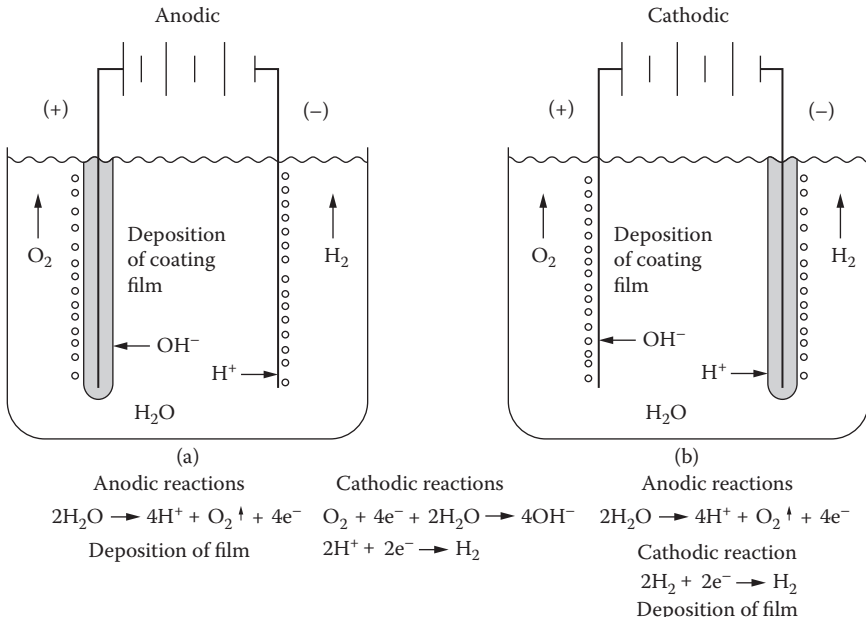 Anodic
(+)
(−)
O₂
Deposition
of coating
film
H₂
OH⁻
H⁺
H₂O
(a)
Cathodic
(+)
(−)
O₂
Deposition
of coating
film
H₂
OH⁻
H⁺
H₂O
(b)
Anodic reactions
2H₂O → 4H⁺ + O₂ ↑ + 4e⁻
Deposition of film
Cathodic reactions
O₂ + 4e⁻ + 2H₂O → 4OH⁻
2H⁺ + 2e⁻ → H₂
Anodic reactions
2H₂O → 4H⁺ + O₂ ↑ + 4e⁻
Cathodic reaction
2H₂ + 2e⁻ → H₂
Deposition of film